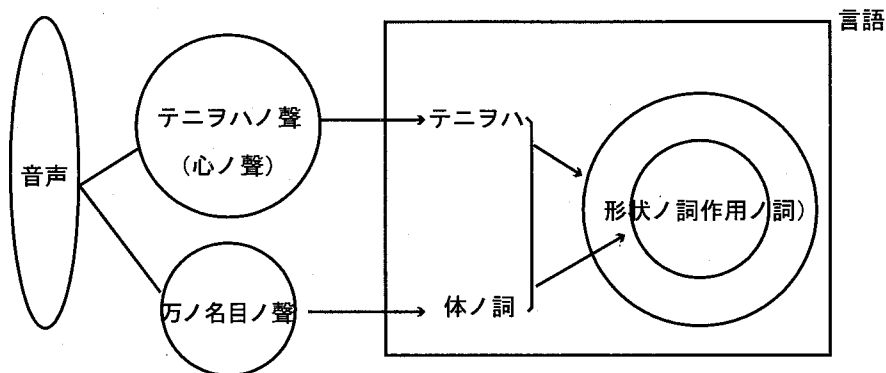 言語
音声
テニヲハノ聲
（心ノ聲）
万ノ名目ノ聲
テニヲハ
体ノ詞
形状ノ詞作用ノ詞）